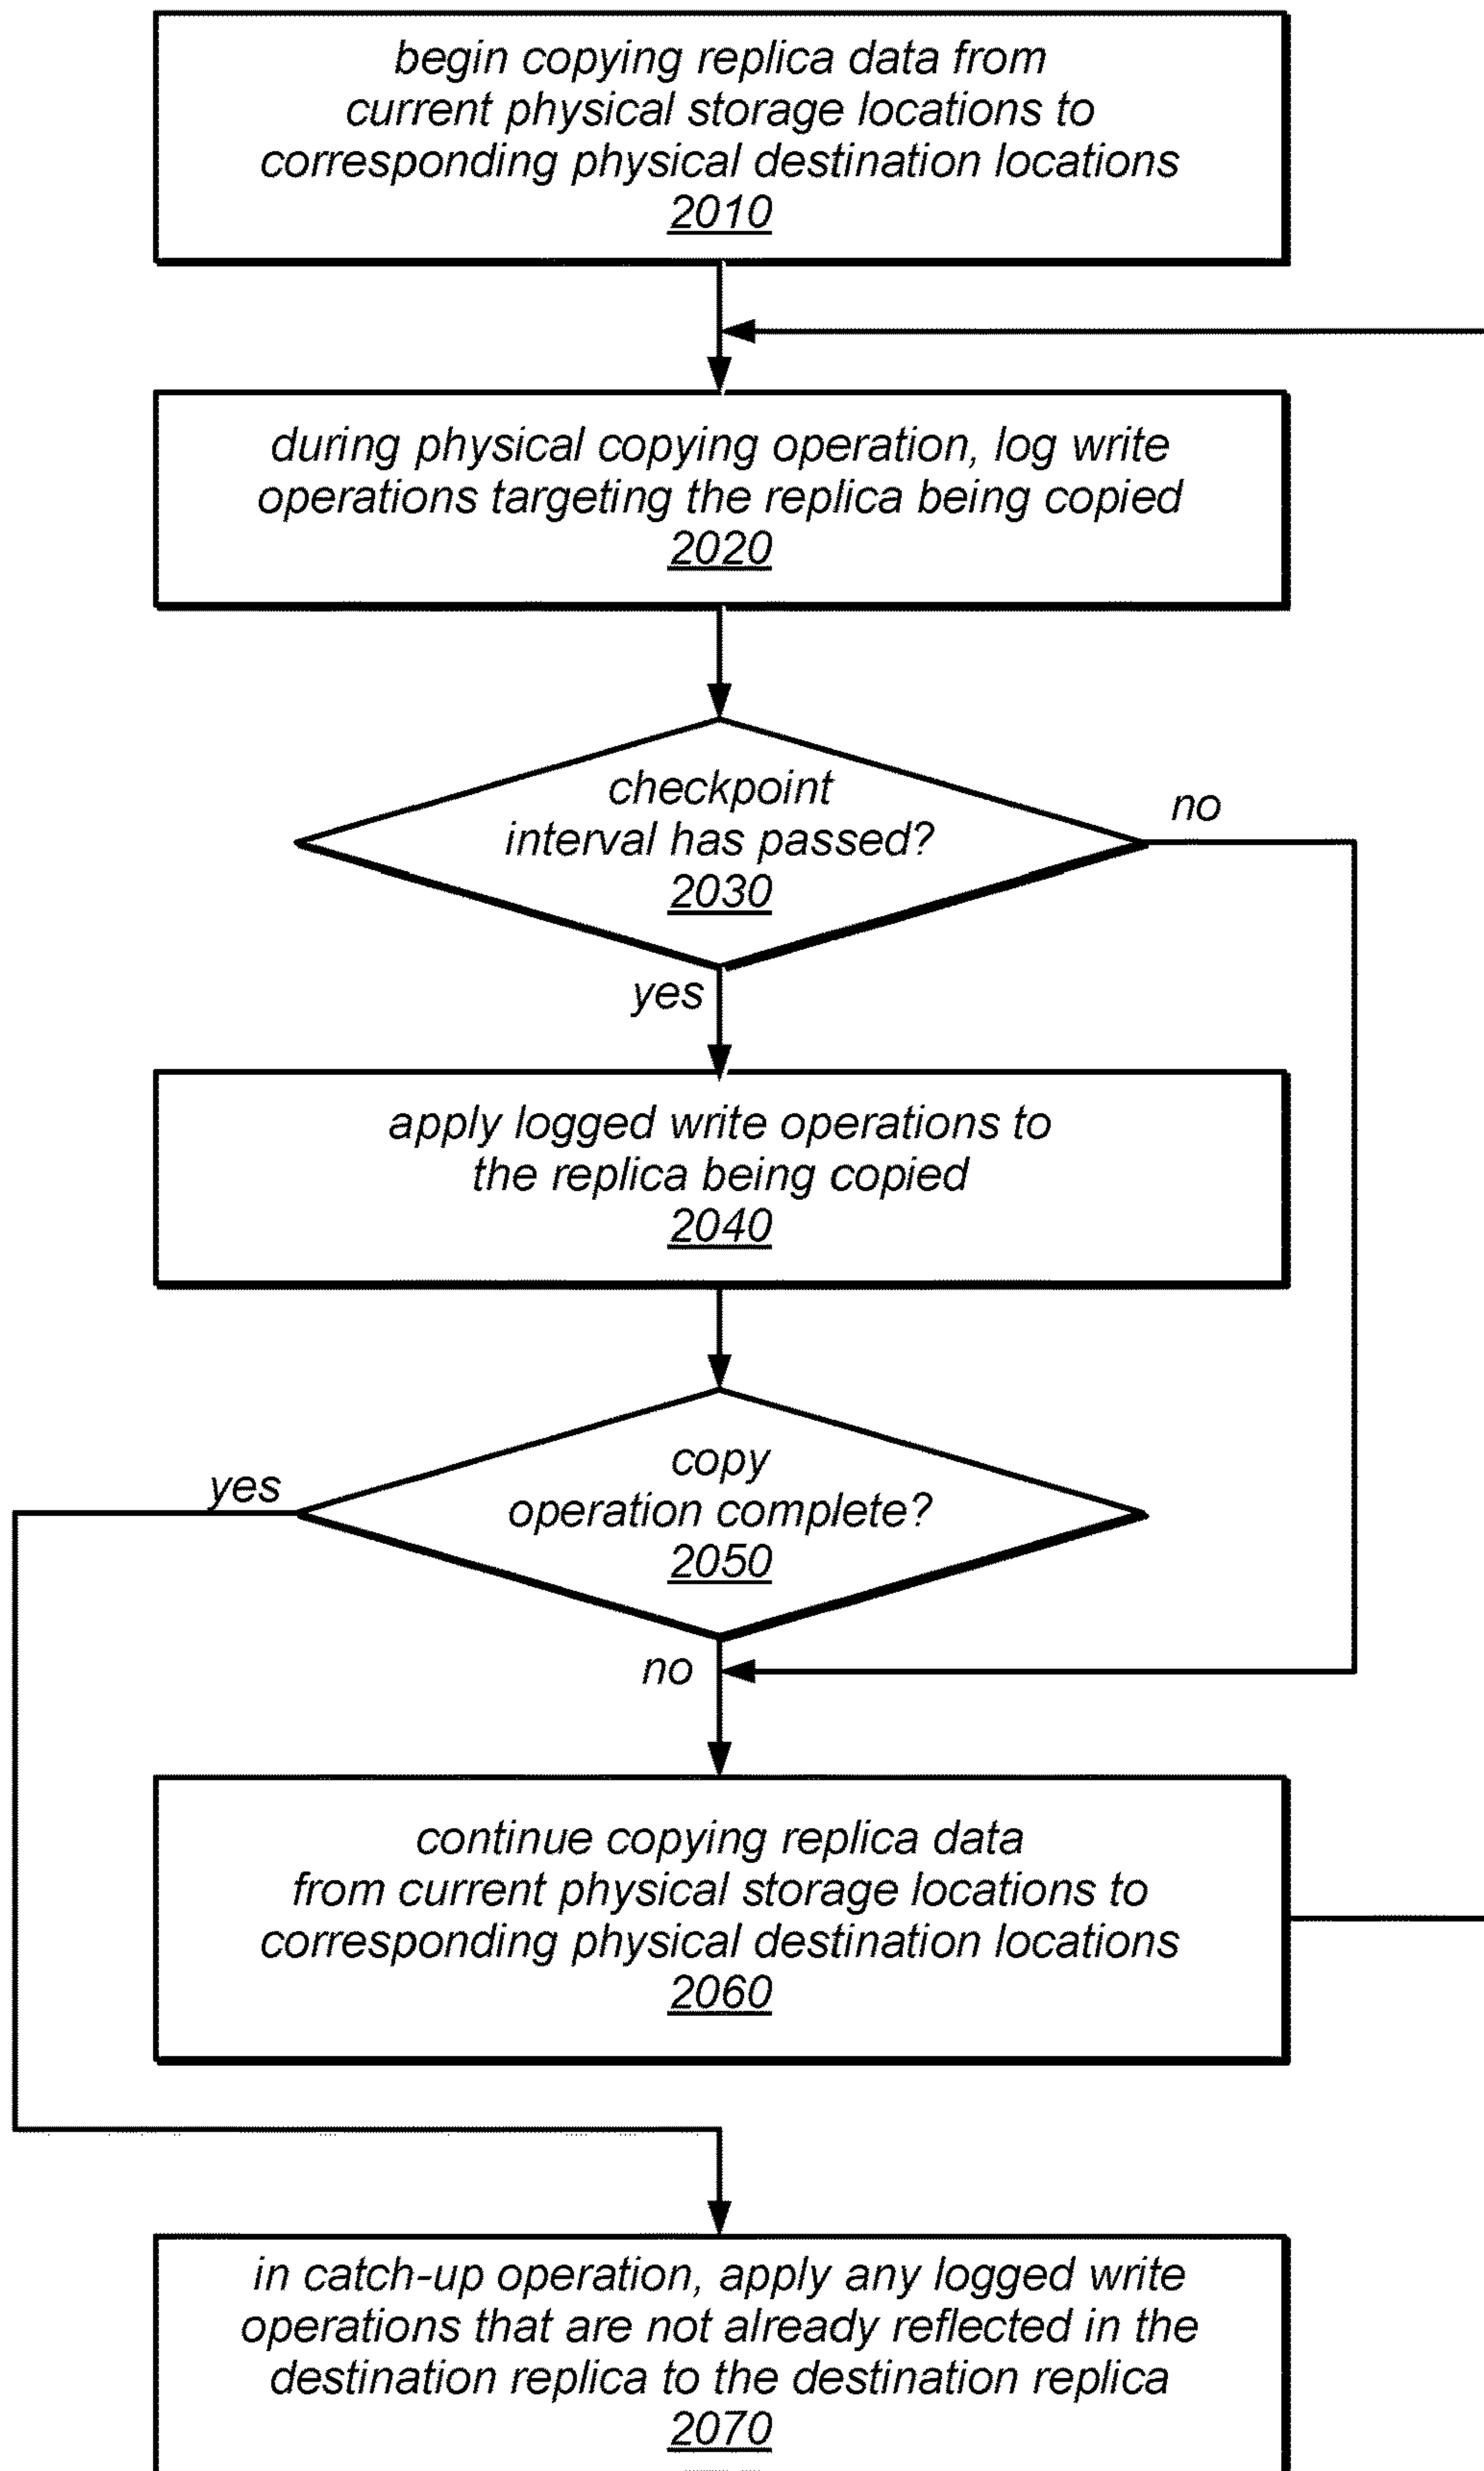 begin copying replica data from
current physical storage locations to
corresponding physical destination locations
2010
during physical copying operation, log write
operations targeting the replica being copied
2020
checkpoint
interval has passed?
2030
no
yes
apply logged write operations to
the replica being copied
2040
copy
operation complete?
2050
yes
no
continue copying replica data
from current physical storage locations to
corresponding physical destination locations
2060
in catch-up operation, apply any logged write
operations that are not already reflected in the
destination replica to the destination replica
2070